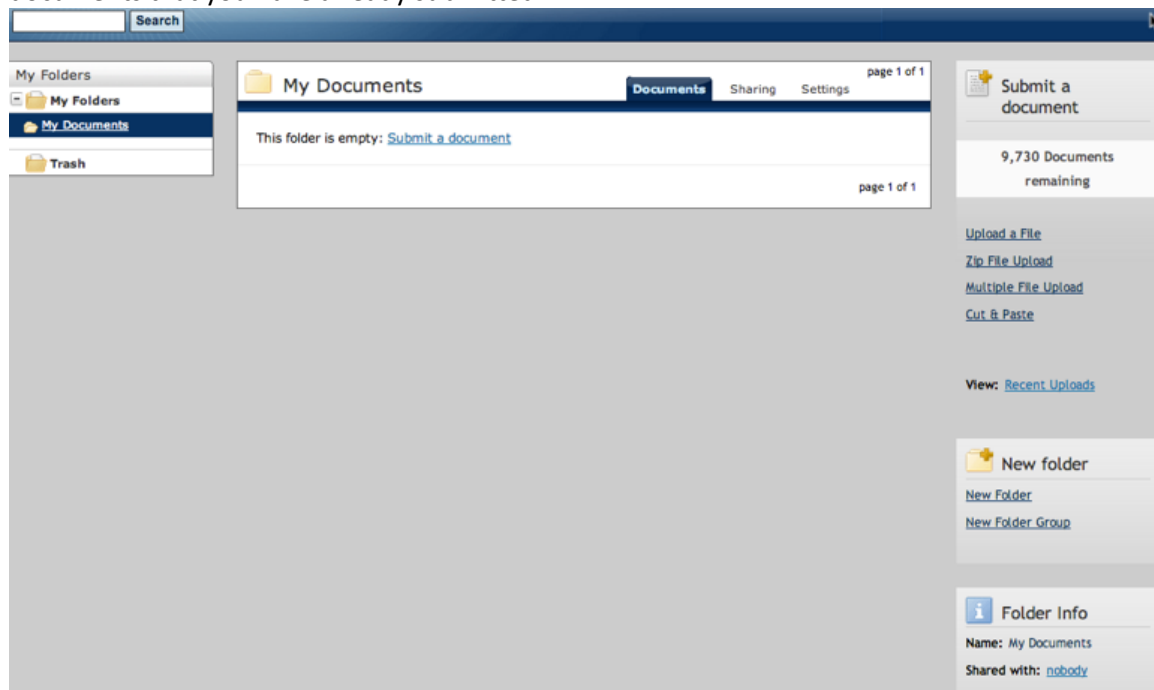 Search
My Folders
My Folders
My Documents
Trash
My Documents
page 1 of 1
Documents Sharing Settings
This folder is empty: Submit a document
page 1 of 1
Submit a
document
9,730 Documents
remaining
Upload a File
Zip File Upload
Multiple File Upload
Cut & Paste
View: Recent Uploads
New folder
New Folder
New Folder Group
Folder Info
Name: My Documents
Shared with: nobody